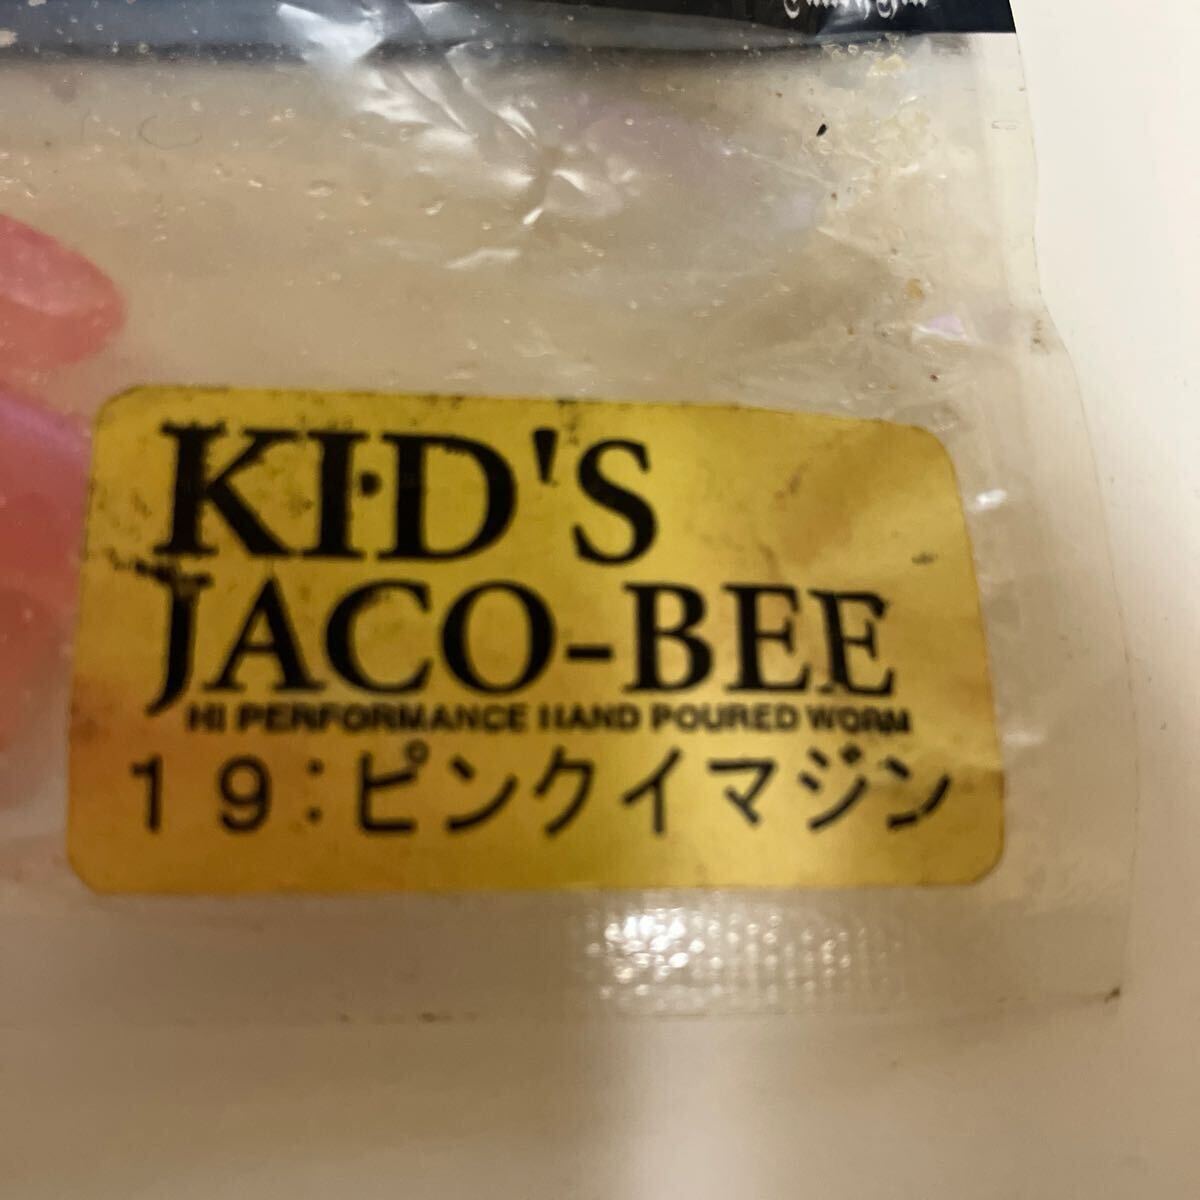 KID'S
JACO-BEE
HI PERFORMANCE HAND POURED WORM
19:ピンクイマジン